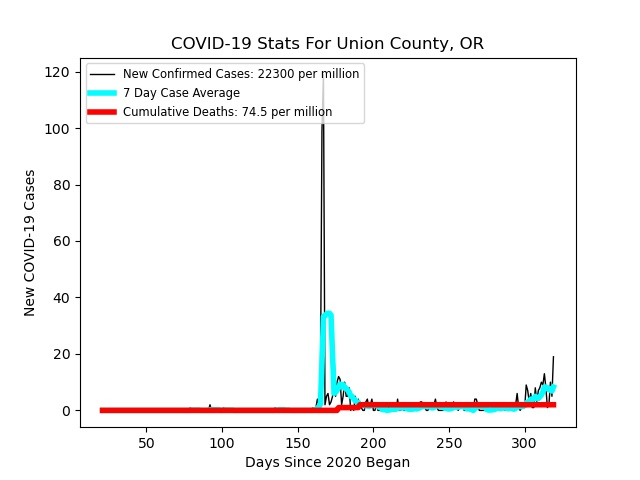 COVID-19 Stats For Union County, OR
New Confirmed Cases: 22300 per million
7 Day Case Average
Cumulative Deaths: 74.5 per million
New COVID-19 Cases
120
100
80
60
40
20
0
50 100 150 200 250 300
Days Since 2020 Began